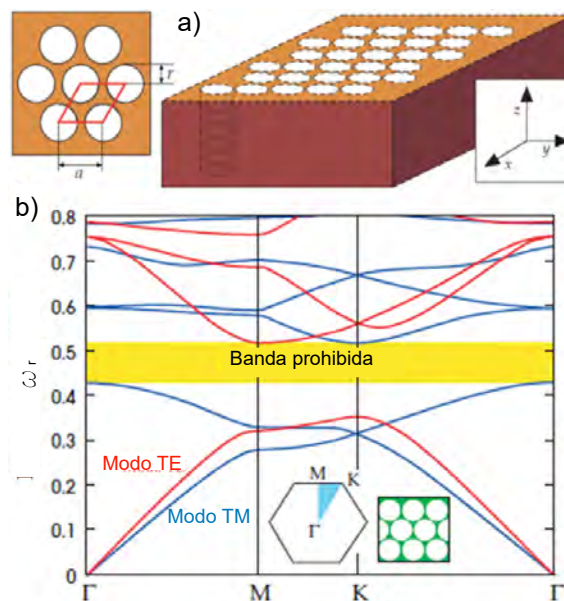 a)
r
a
z
y
x
b)
0.8
0.7
0.6
0.5
0.4
0.3
0.2
0.1
0
ω r
Banda prohibida
Modo TE
Modo TM
M
K
Γ
Γ
M
K
Γ